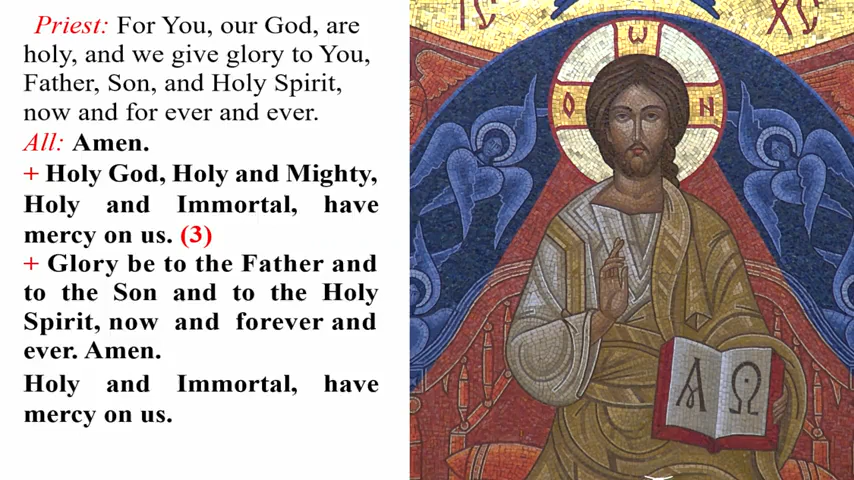 Priest: For You, our God, are
holy, and we give glory to You,
Father, Son, and Holy Spirit,
now and for ever and ever.
All: Amen.
+ Holy God, Holy and Mighty,
Holy and Immortal, have
mercy on us. (3)
+ Glory be to the Father and
to the Son and to the Holy
Spirit, now and forever and
ever. Amen.
Holy and Immortal, have
mercy on us.
IC XC
ω
O N
Α Ω